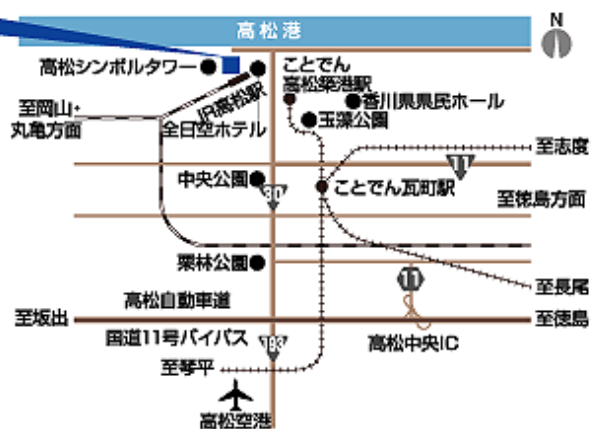 高松港
N
高松シンボルタワー
ことでん
高松築港駅
JR高松駅
香川県県民ホール
至岡山・
丸亀方面
全日空ホテル
玉藻公園
至志度
11
中央公園
30
ことでん瓦町駅
至徳島方面
栗林公園
11
至長尾
高松自動車道
至坂出
至徳島
国道11号バイパス
193
高松中央IC
至琴平
高松空港